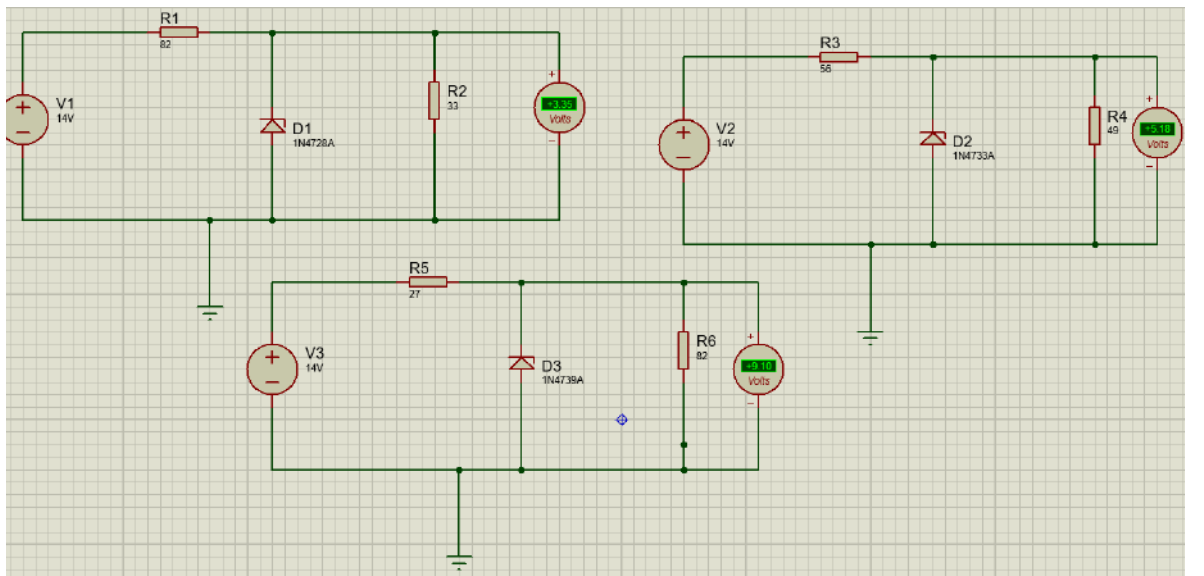 R1
82
V1
14V
D1
1N4728A
R2
33
+3.35
Volts
R3
56
V2
14V
D2
1N4733A
R4
49
+5.18
Volts
R5
27
V3
14V
D3
1N4739A
R6
82
+9.10
Volts